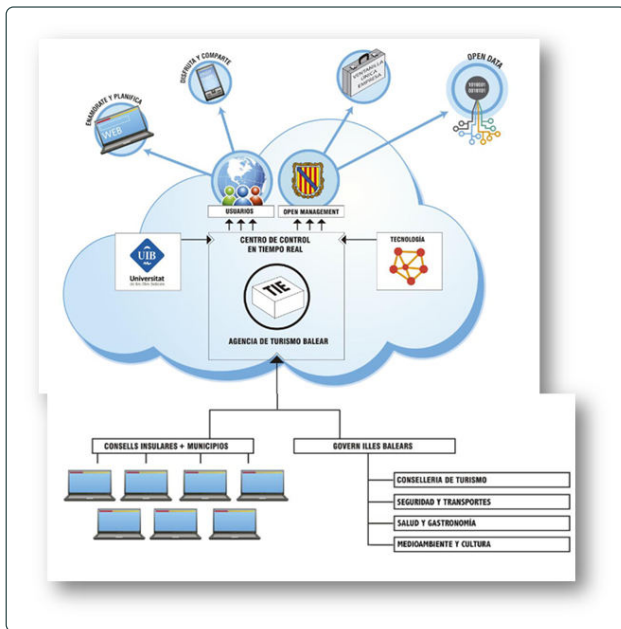 OPEN DATA
DISFRUTA Y COMPARTE
VENTANILLA
ÚNICA
EMPRESA
ENAMÓRATE Y PLANIFICA
WEB
USUARIOS
OPEN MANAGEMENT
CENTRO DE CONTROL
EN TIEMPO REAL
TECNOLOGÍA
UIB
Universitat
de les Illes Balears
TIE
AGENCIA DE TURISMO BALEAR
CONSELLS INSULARES + MUNICIPIOS
GOVERN ILLES BALEARS
CONSELLERIA DE TURISMO
SEGURIDAD Y TRANSPORTES
SALUD Y GASTRONOMÍA
MEDIOAMBIENTE Y CULTURA